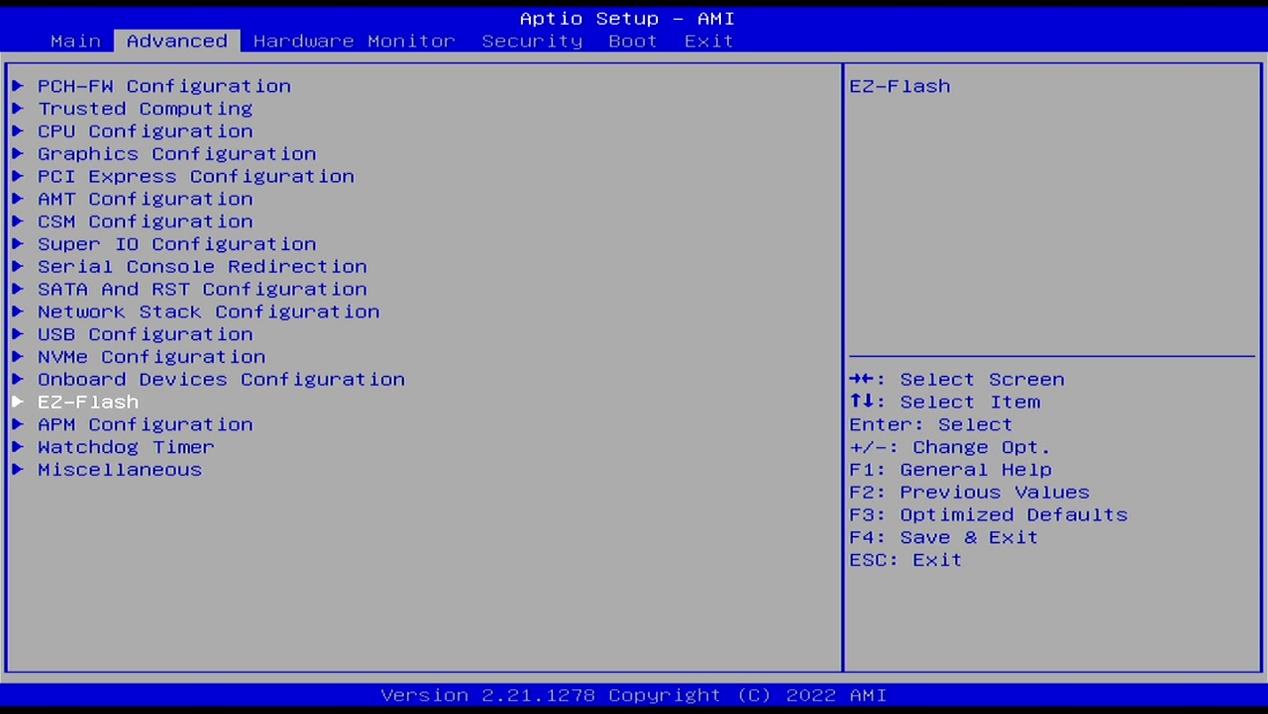 Aptio Setup - AMI
Main Advanced Hardware Monitor Security Boot Exit
PCH-FW Configuration
Trusted Computing
CPU Configuration
Graphics Configuration
PCI Express Configuration
AMT Configuration
CSM Configuration
Super IO Configuration
Serial Console Redirection
SATA And RST Configuration
Network Stack Configuration
USB Configuration
NVMe Configuration
Onboard Devices Configuration
EZ-Flash
APM Configuration
Watchdog Timer
Miscellaneous
EZ-Flash
→←: Select Screen
↑↓: Select Item
Enter: Select
+/-: Change Opt.
F1: General Help
F2: Previous Values
F3: Optimized Defaults
F4: Save & Exit
ESC: Exit
Version 2.21.1278 Copyright (C) 2022 AMI